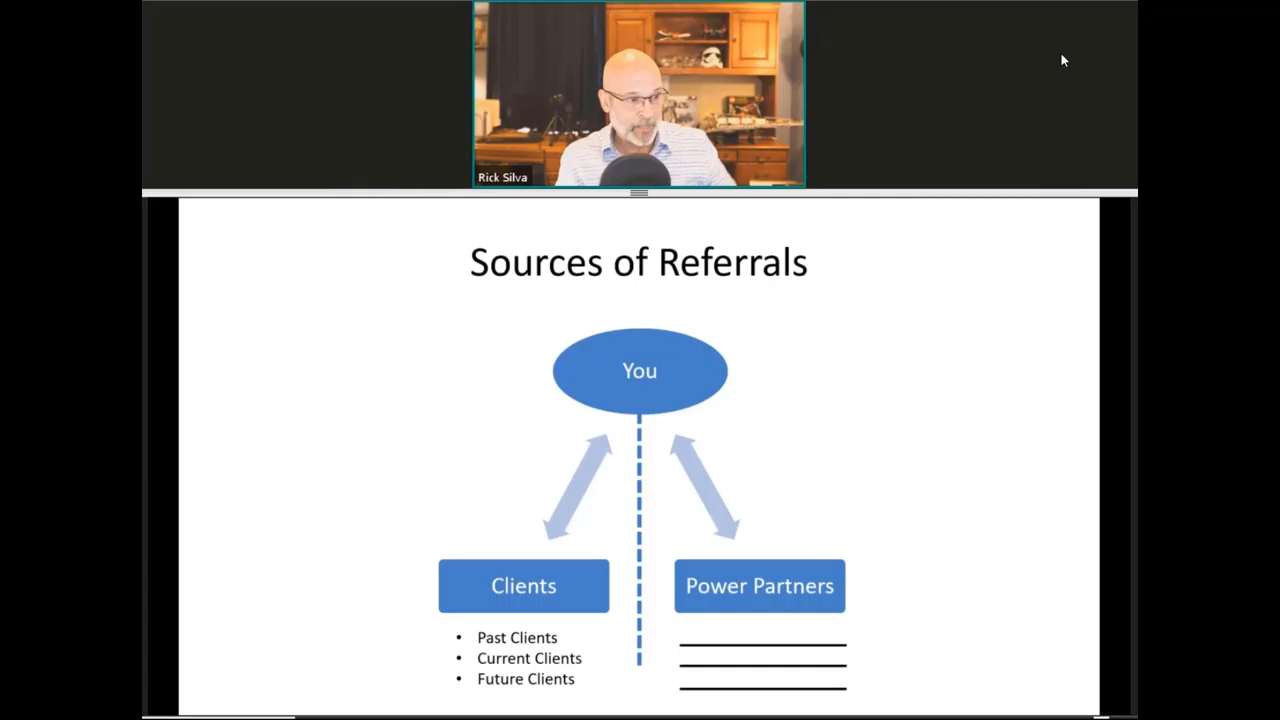 Rick Silva
Sources of Referrals
You
Clients
Power Partners
• Past Clients
• Current Clients
• Future Clients